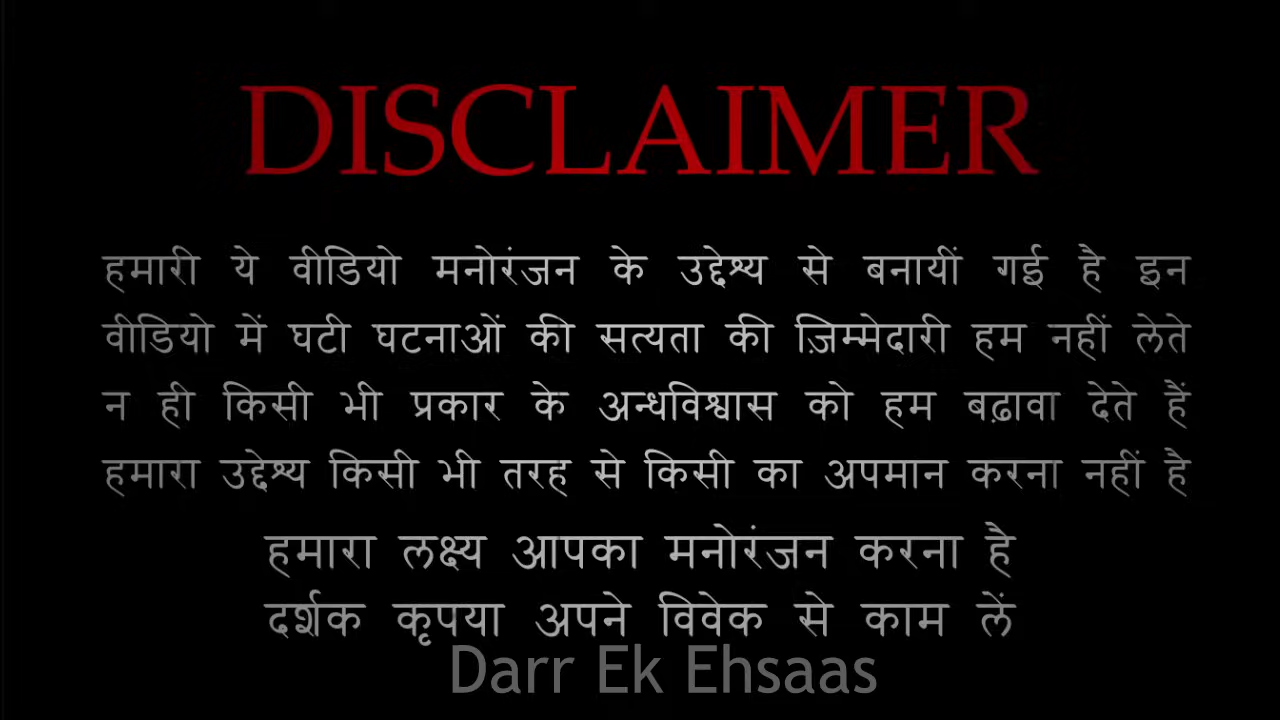 DISCLAIMER
हमारी ये वीडियो मनोरंजन के उद्देश्य से बनायीं गई है इन
वीडियो में घटी घटनाओं की सत्यता की ज़िम्मेदारी हम नहीं लेते
न ही किसी भी प्रकार के अन्धविश्वास को हम बढ़ावा देते हैं
हमारा उद्देश्य किसी भी तरह से किसी का अपमान करना नहीं है
हमारा लक्ष्य आपका मनोरंजन करना है
दर्शक कृपया अपने विवेक से काम लें
Darr Ek Ehsaas